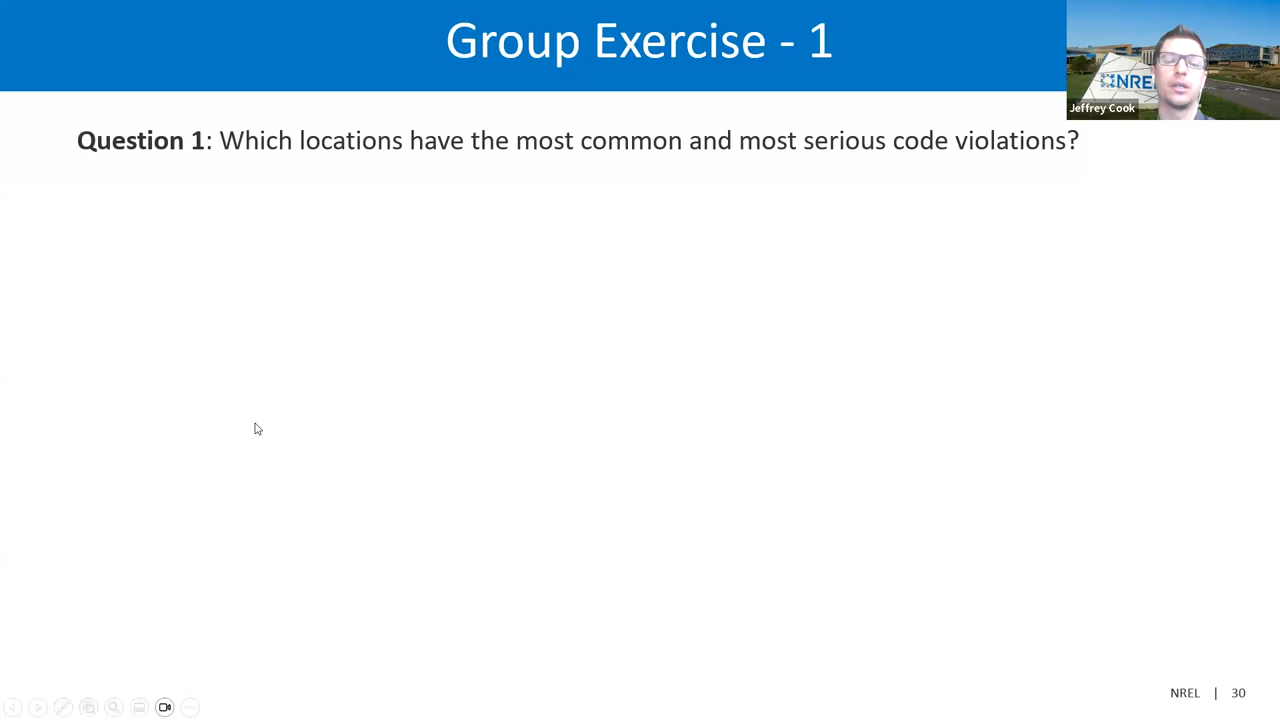 Group Exercise - 1
NREL
Jeffrey Cook
Question 1: Which locations have the most common and most serious code violations?
NREL | 30